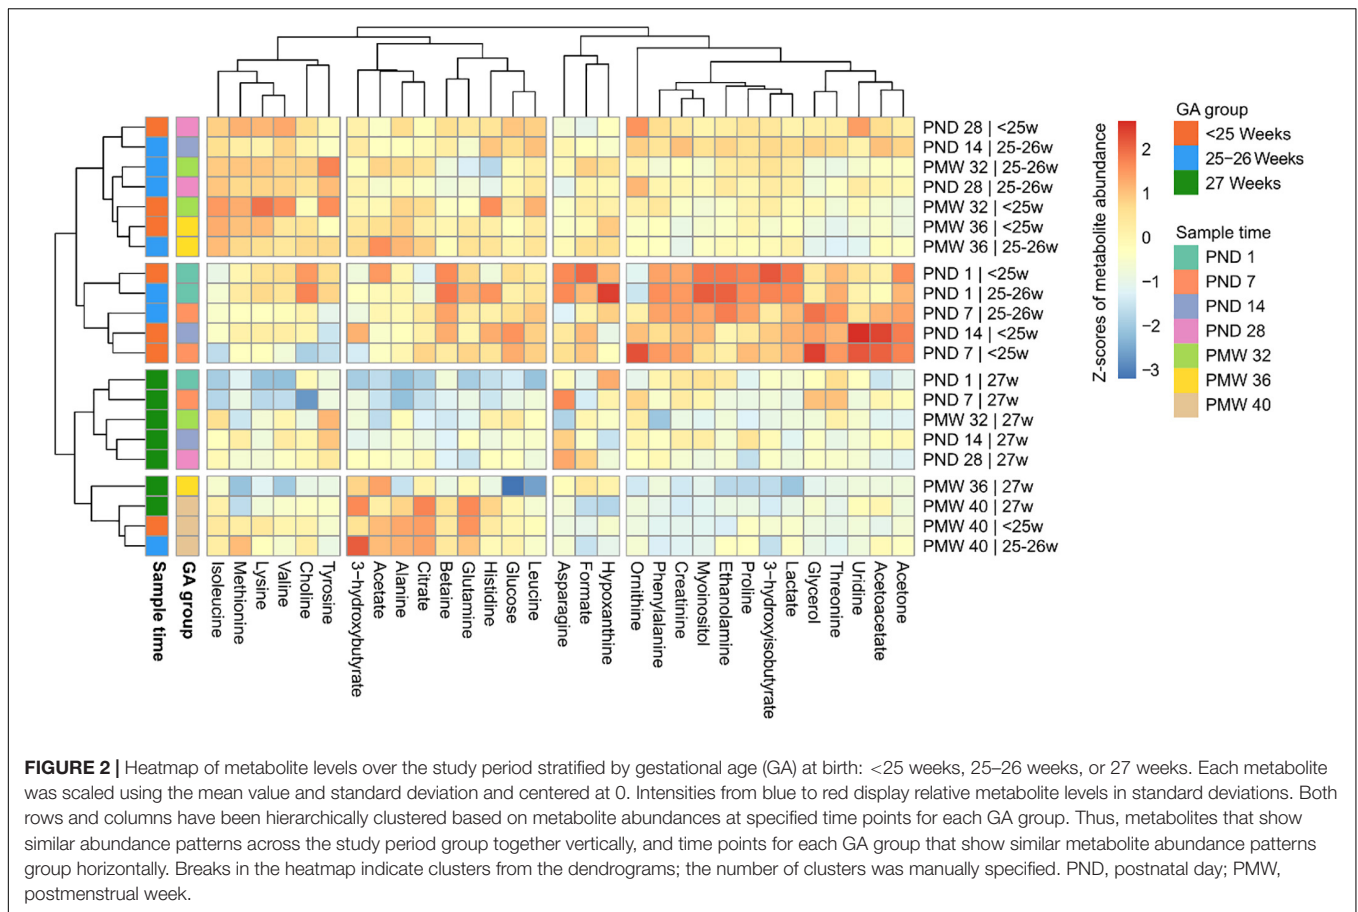 PND 28 | <25w
PND 14 | 25-26w
PMW 32 | 25-26w
PND 28 | 25-26w
PMW 32 | <25w
PMW 36 | <25w
PMW 36 | 25-26w
PND 1 | <25w
PND 1 | 25-26w
PND 7 | 25-26w
PND 14 | <25w
PND 7 | <25w
PND 1 | 27w
PND 7 | 27w
PMW 32 | 27w
PND 14 | 27w
PND 28 | 27w
PMW 36 | 27w
PMW 40 | 27w
PMW 40 | <25w
PMW 40 | 25-26w
Sample time
GA group
Isoleucine
Methionine
Lysine
Valine
Choline
Tyrosine
3−hydroxybutyrate
Acetate
Alanine
Citrate
Betaine
Glutamine
Histidine
Glucose
Leucine
Asparagine
Formate
Hypoxanthine
Ornithine
Phenylalanine
Creatinine
Myoinositol
Ethanolamine
Proline
3−hydroxyisobutyrate
Lactate
Glycerol
Threonine
Uridine
Acetoacetate
Acetone
Z-scores of metabolite abundance
2
1
0
−1
−2
−3
GA group
<25 Weeks
25−26 Weeks
27 Weeks
Sample time
PND 1
PND 7
PND 14
PND 28
PMW 32
PMW 36
PMW 40
FIGURE 2 | Heatmap of metabolite levels over the study period stratified by gestational age (GA) at birth: <25 weeks, 25–26 weeks, or 27 weeks. Each metabolite
was scaled using the mean value and standard deviation and centered at 0. Intensities from blue to red display relative metabolite levels in standard deviations. Both
rows and columns have been hierarchically clustered based on metabolite abundances at specified time points for each GA group. Thus, metabolites that show
similar abundance patterns across the study period group together vertically, and time points for each GA group that show similar metabolite abundance patterns
group horizontally. Breaks in the heatmap indicate clusters from the dendrograms; the number of clusters was manually specified. PND, postnatal day; PMW,
postmenstrual week.